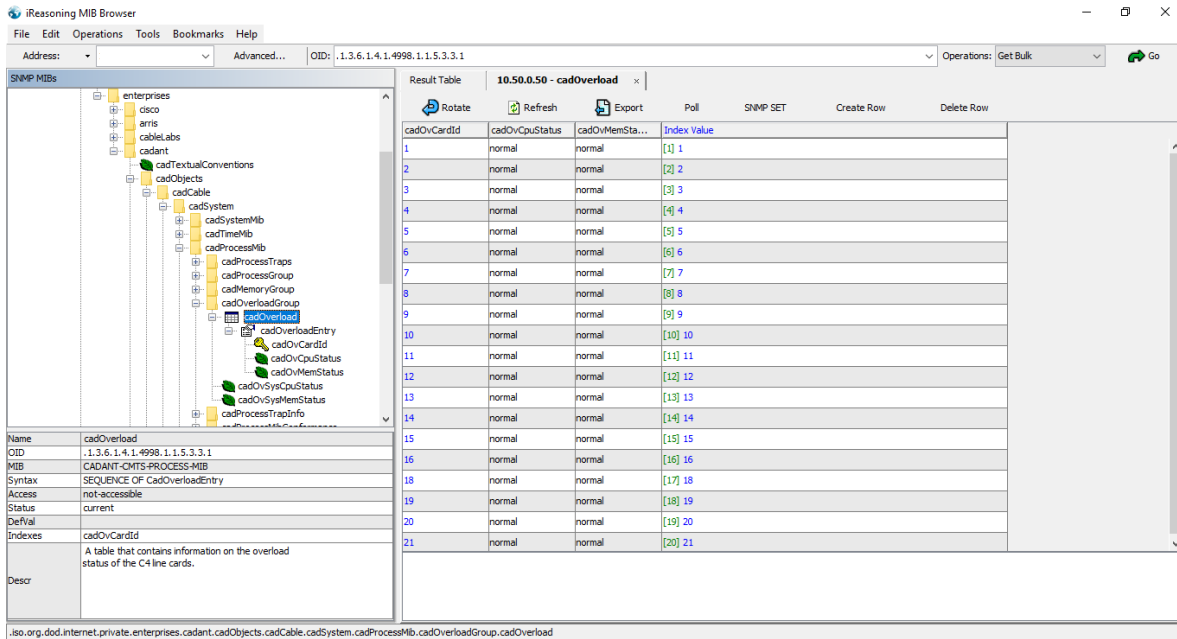 iReasoning MIB Browser
File Edit Operations Tools Bookmarks Help
Address: Advanced... OID: .1.3.6.1.4.1.4998.1.1.5.3.3.1 Operations: Get Bulk Go
SNMP MIBs
enterprises
cisco
arris
cableLabs
cadant
cadTextualConventions
cadObjects
cadCable
cadSystem
cadSystemMib
cadTimeMib
cadProcessMib
cadProcessTraps
cadProcessGroup
cadMemoryGroup
cadOverloadGroup
cadOverload
cadOverloadEntry
cadOvCardId
cadOvCpuStatus
cadOvMemStatus
cadOvSysCpuStatus
cadOvSysMemStatus
cadProcessTrapInfo
cadProcessMibConformance
Name cadOverload
OID .1.3.6.1.4.1.4998.1.1.5.3.3.1
MIB CADANT-CMTS-PROCESS-MIB
Syntax SEQUENCE OF CadOverloadEntry
Access not-accessible
Status current
DefVal
Indexes cadOvCardId
Descr A table that contains information on the overload
status of the C4 line cards.
Result Table 10.50.0.50 - cadOverload ×
Rotate Refresh Export Poll SNMP SET Create Row Delete Row
cadOvCardId cadOvCpuStatus cadOvMemSta... Index Value
1 normal normal [1] 1
2 normal normal [2] 2
3 normal normal [3] 3
4 normal normal [4] 4
5 normal normal [5] 5
6 normal normal [6] 6
7 normal normal [7] 7
8 normal normal [8] 8
9 normal normal [9] 9
10 normal normal [10] 10
11 normal normal [11] 11
12 normal normal [12] 12
13 normal normal [13] 13
14 normal normal [14] 14
15 normal normal [15] 15
16 normal normal [16] 16
18 normal normal [17] 18
19 normal normal [18] 19
20 normal normal [19] 20
21 normal normal [20] 21
.iso.org.dod.internet.private.enterprises.cadant.cadObjects.cadCable.cadSystem.cadProcessMib.cadOverloadGroup.cadOverload